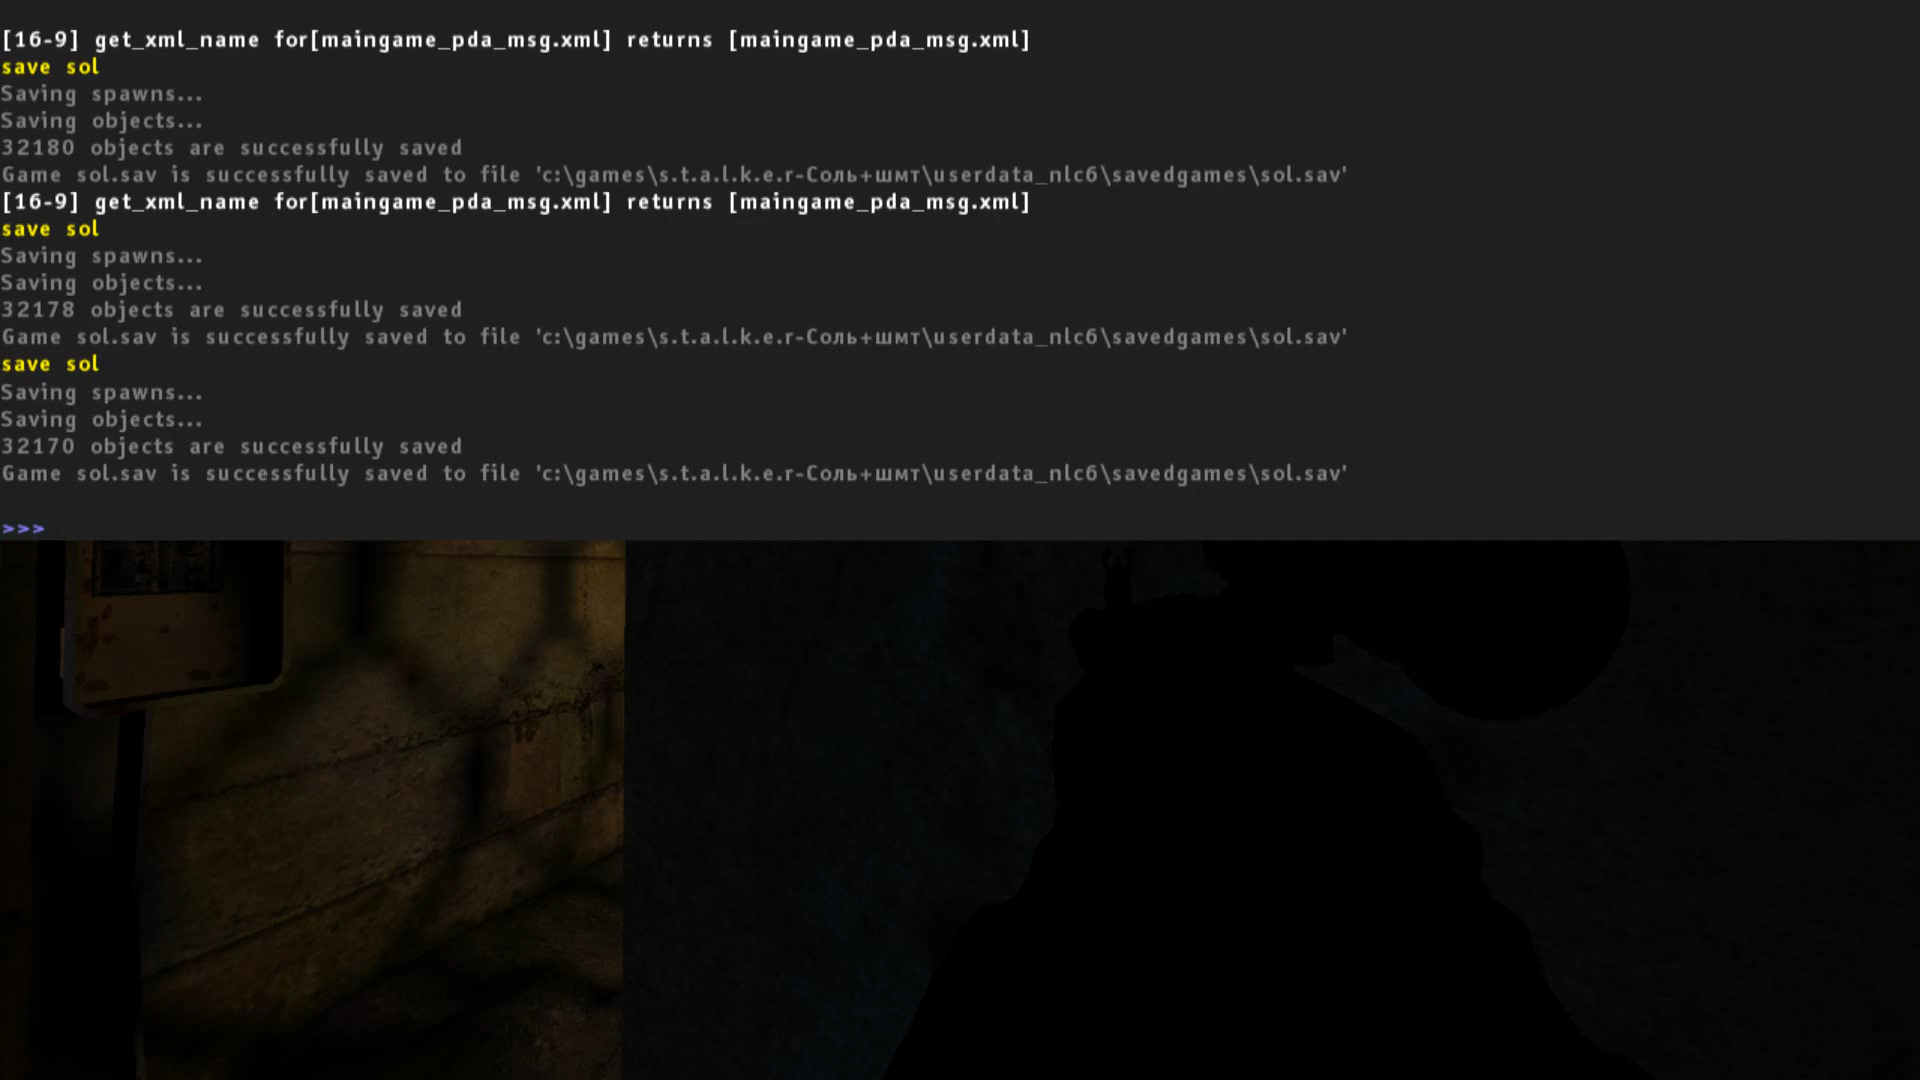 [16-9] get_xml_name for[maingame_pda_msg.xml] returns [maingame_pda_msg.xml]
save sol
Saving spawns...
Saving objects...
32180 objects are successfully saved
Game sol.sav is successfully saved to file 'c:\games\s.t.a.l.k.e.r-Соль+шмт\userdata_nlc6\savedgames\sol.sav'
[16-9] get_xml_name for[maingame_pda_msg.xml] returns [maingame_pda_msg.xml]
save sol
Saving spawns...
Saving objects...
32178 objects are successfully saved
Game sol.sav is successfully saved to file 'c:\games\s.t.a.l.k.e.r-Соль+шмт\userdata_nlc6\savedgames\sol.sav'
save sol
Saving spawns...
Saving objects...
32170 objects are successfully saved
Game sol.sav is successfully saved to file 'c:\games\s.t.a.l.k.e.r-Соль+шмт\userdata_nlc6\savedgames\sol.sav'
>>>